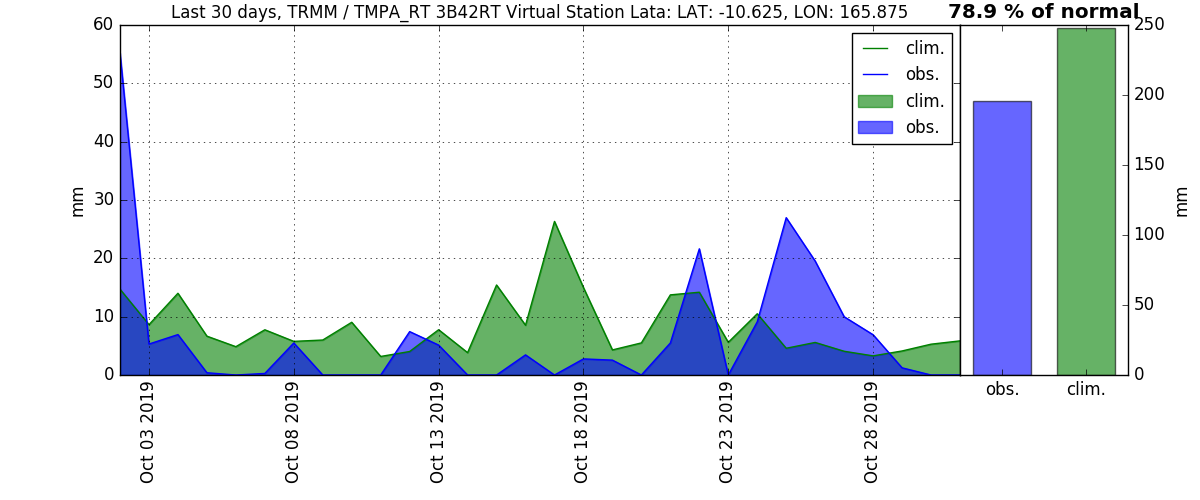 Last 30 days, TRMM / TMPA_RT 3B42RT Virtual Station Lata: LAT: -10.625, LON: 165.875
78.9 % of normal
60
50
40
30
20
10
0
mm
clim.
obs.
clim.
obs.
Oct 03 2019
Oct 08 2019
Oct 13 2019
Oct 18 2019
Oct 23 2019
Oct 28 2019
250
200
150
100
50
0
mm
obs.
clim.